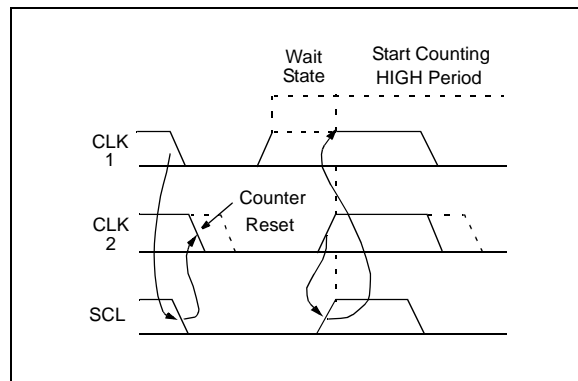 Wait
State
Start Counting
HIGH Period
CLK
1
Counter
Reset
CLK
2
SCL